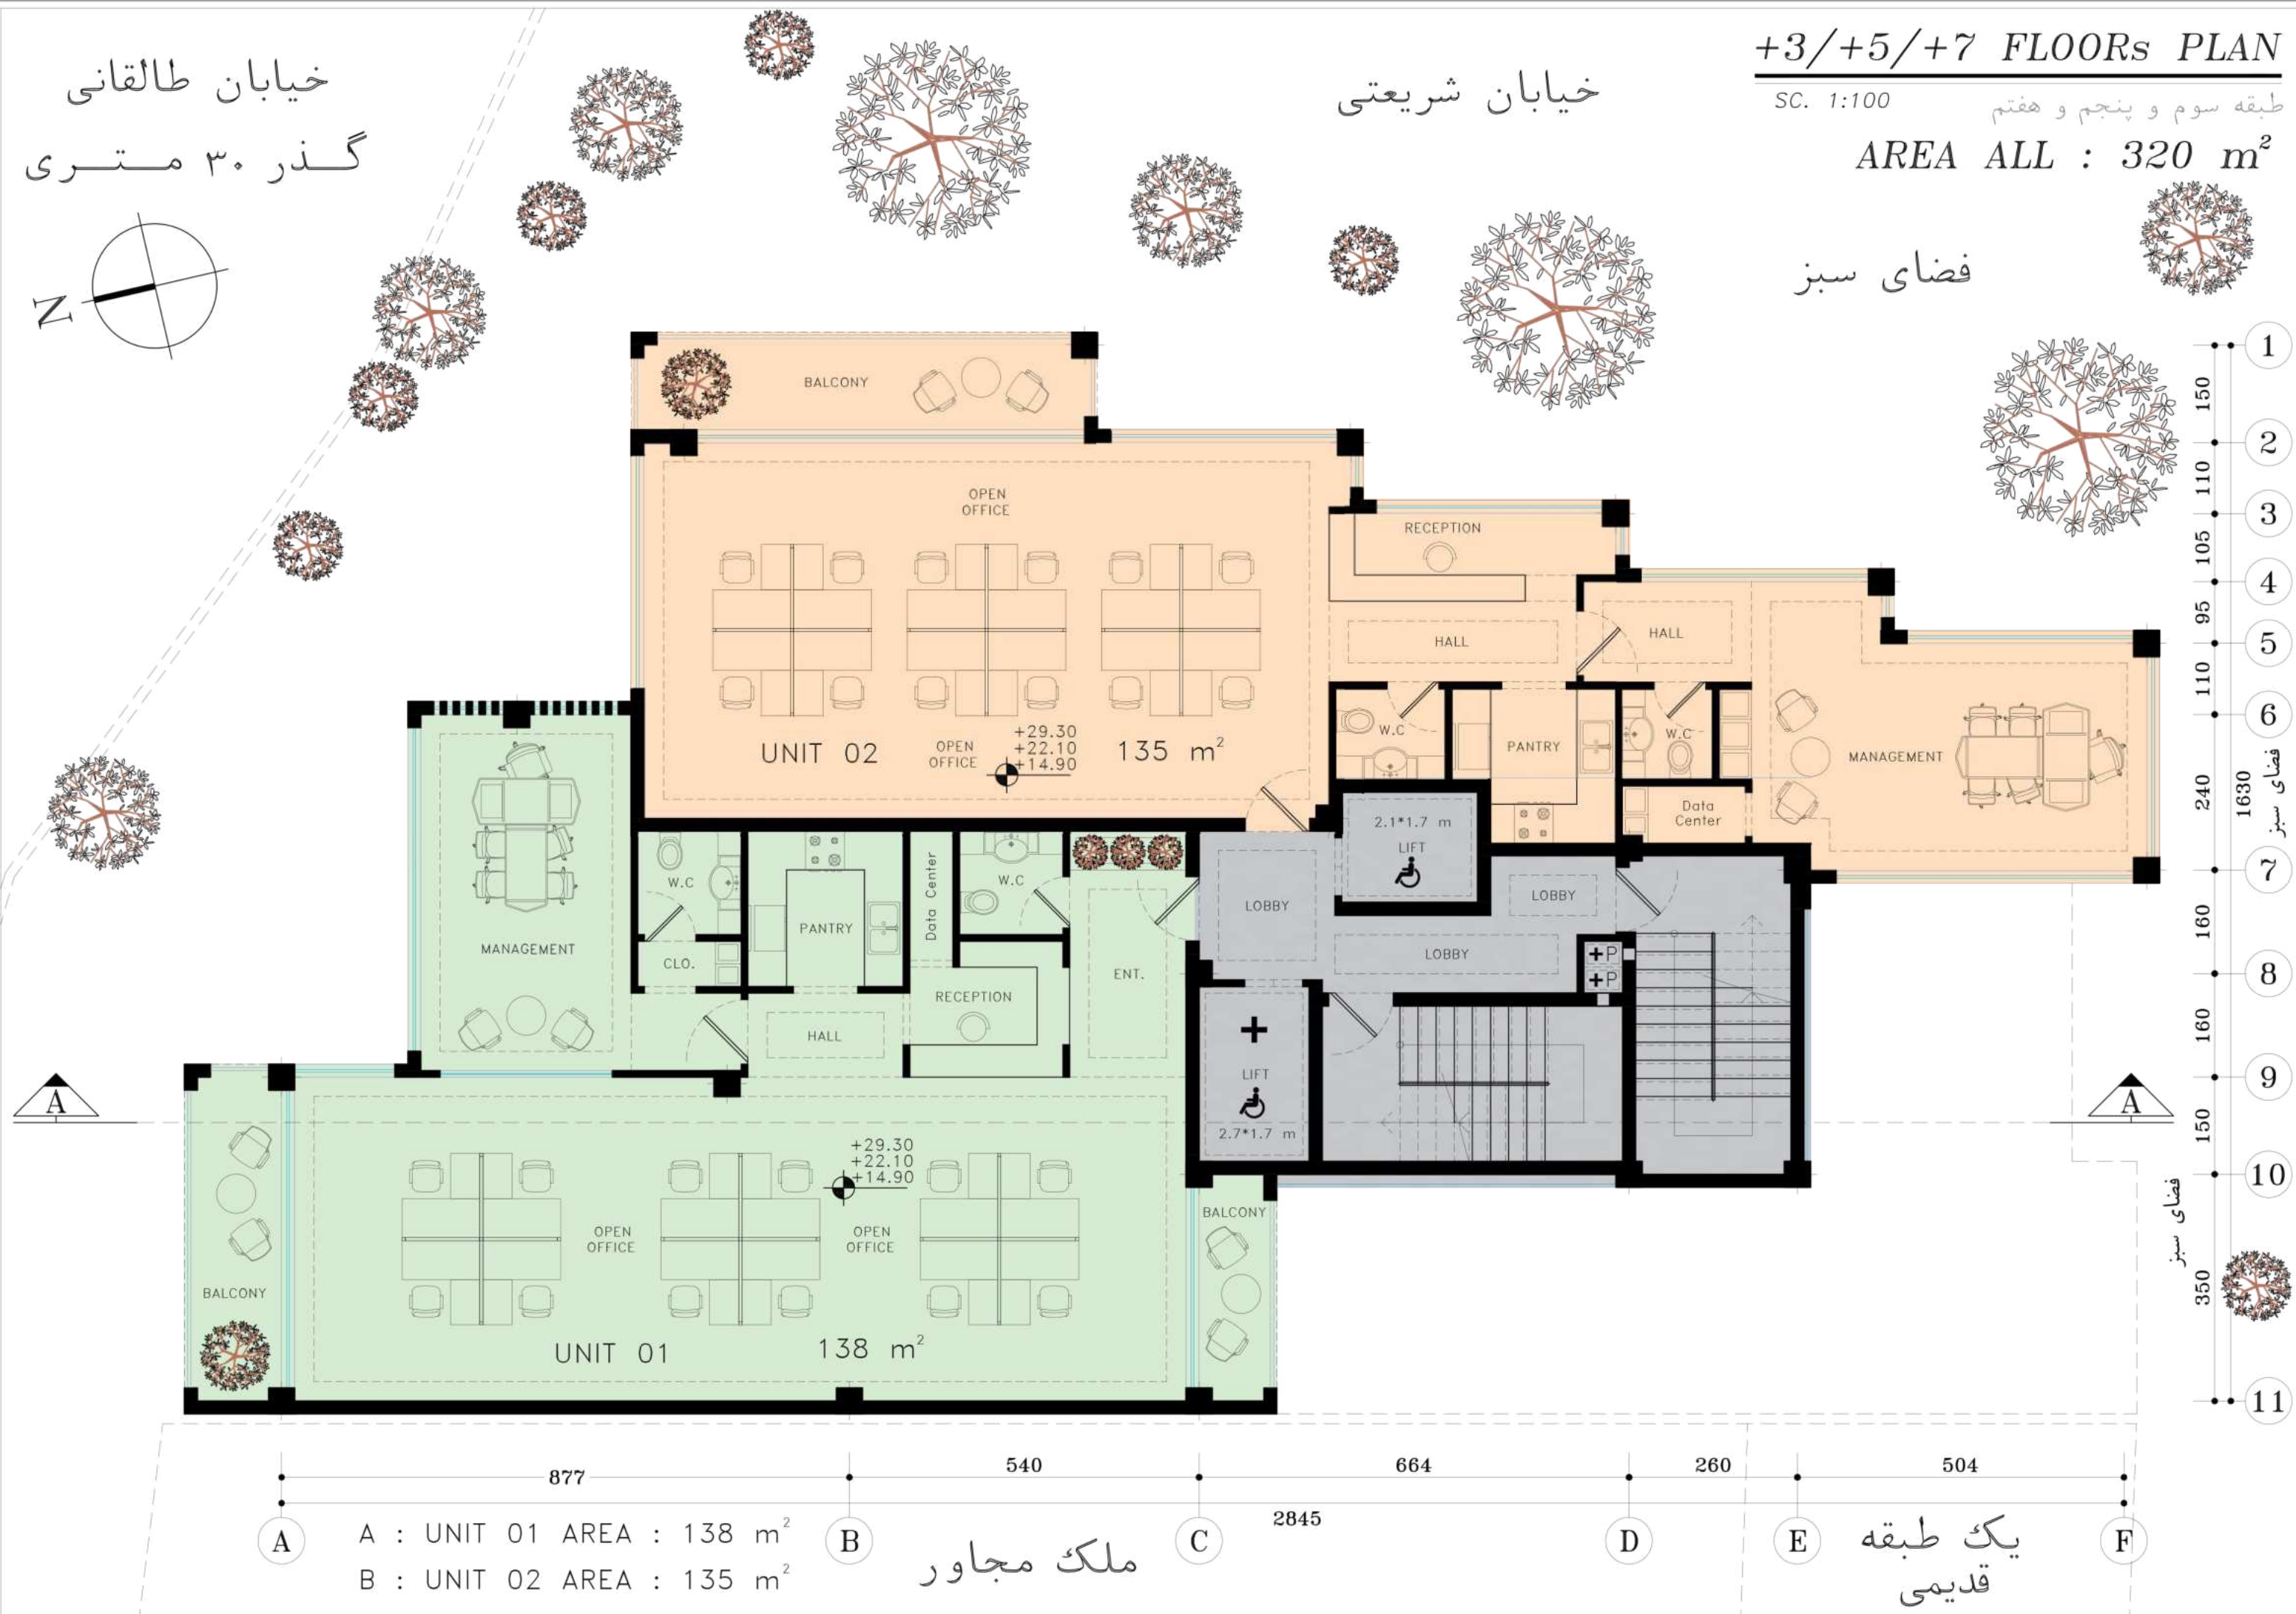 +3/+5/+7 FLOORs PLAN
SC. 1:100
طبقه سوم و پنجم و هفتم
AREA ALL : 320 m²
خیابان طالقانی
گذر ۳۰ متری
خیابان شریعتی
فضای سبز
N
BALCONY
OPEN
OFFICE
RECEPTION
HALL
HALL
W.C
PANTRY
W.C
MANAGEMENT
Data
Center
UNIT 02
OPEN
OFFICE
+29.30
+22.10
+14.90
135 m²
2.1*1.7 m
LIFT
LOBBY
LOBBY
LOBBY
+P
+P
LIFT
2.7*1.7 m
MANAGEMENT
W.C
CLO.
PANTRY
Data Center
W.C
RECEPTION
ENT.
HALL
A
A
+29.30
+22.10
+14.90
OPEN
OFFICE
OPEN
OFFICE
BALCONY
BALCONY
UNIT 01
138 m²
1
150
2
110
3
105
4
95
5
110
6
240
1630
فضای سبز
7
160
8
160
9
150
10
فضای سبز
350
11
877
540
664
260
504
2845
A
B
C
D
E
F
A : UNIT 01 AREA : 138 m²
B : UNIT 02 AREA : 135 m²
ملک مجاور
یک طبقه
قدیمی